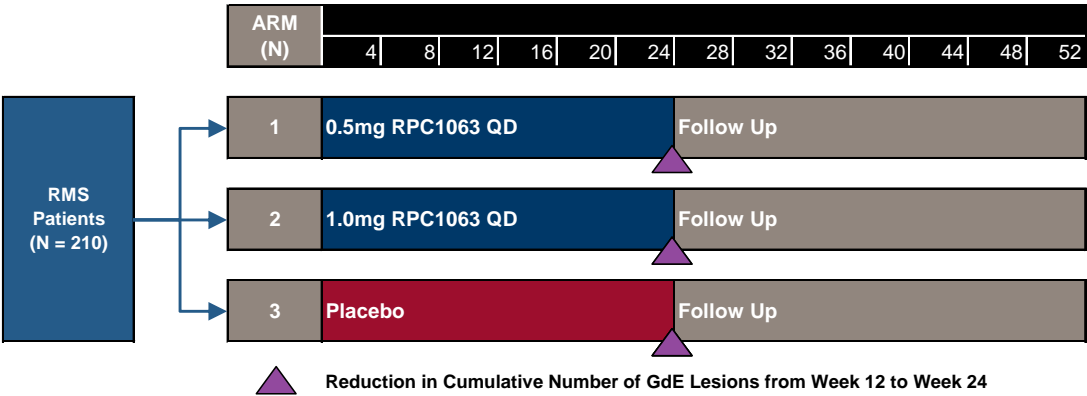 ARM
(N)
4 8 12 16 20 24 28 32 36 40 44 48 52
RMS
Patients
(N = 210)
1 0.5mg RPC1063 QD Follow Up
2 1.0mg RPC1063 QD Follow Up
3 Placebo Follow Up
Reduction in Cumulative Number of GdE Lesions from Week 12 to Week 24